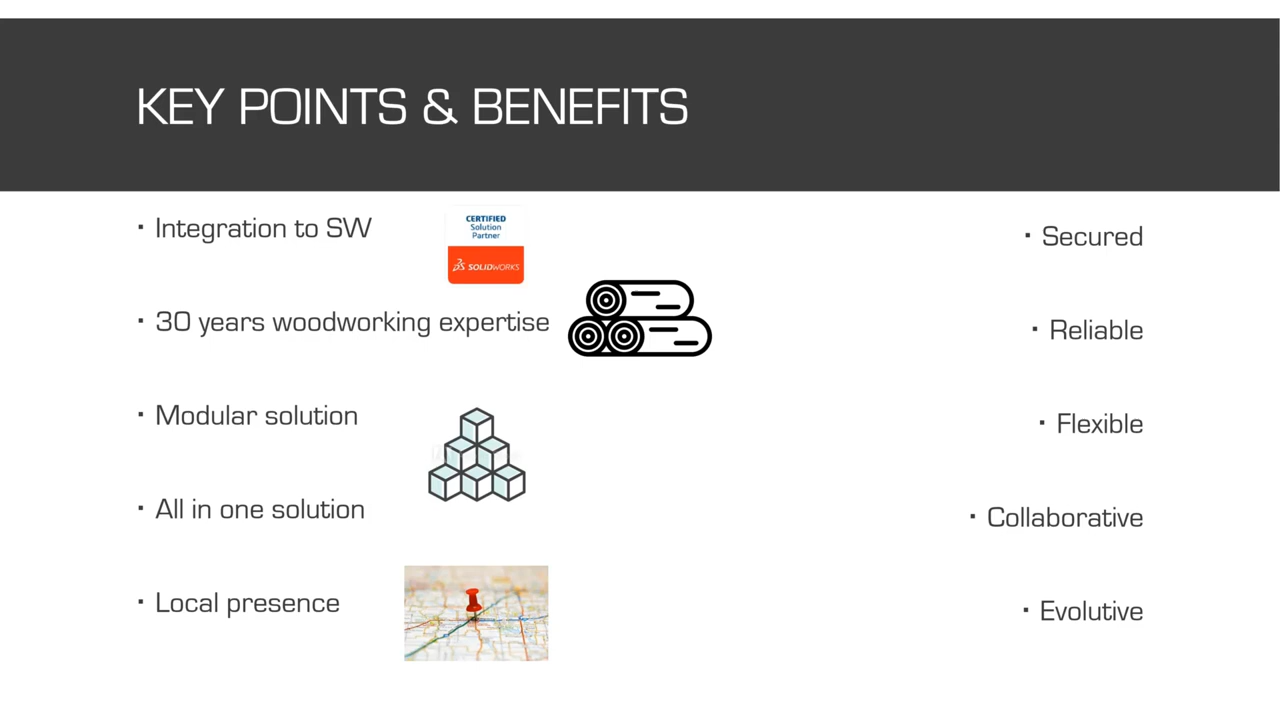 KEY POINTS & BENEFITS
· Integration to SW
CERTIFIED
Solution
Partner
SOLIDWORKS
· 30 years woodworking expertise
· Modular solution
· All in one solution
· Local presence
· Secured
· Reliable
· Flexible
· Collaborative
· Evolutive